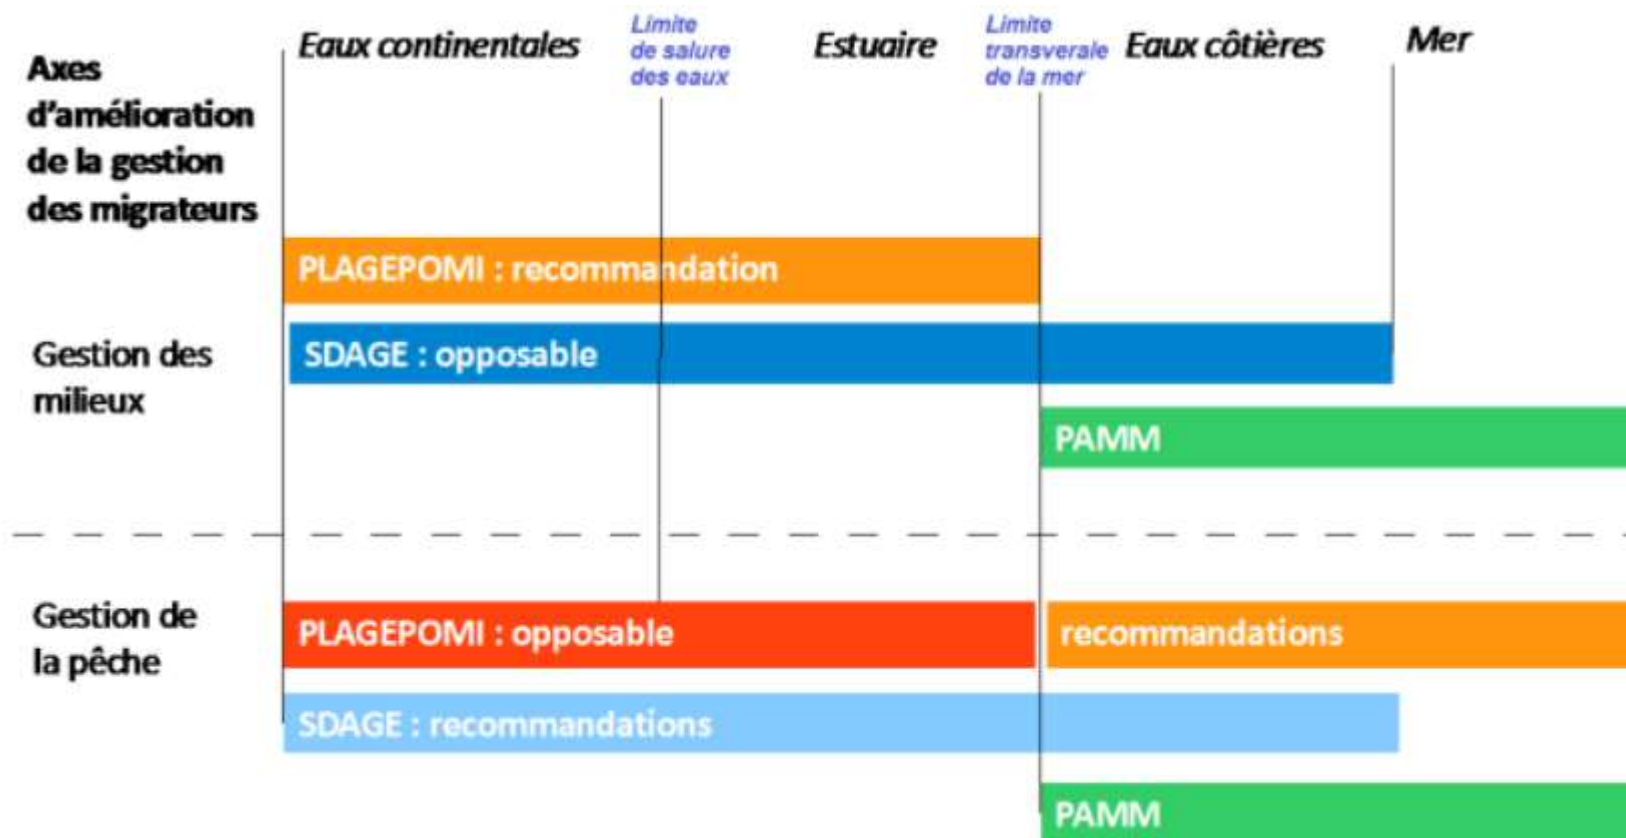 Axes
d'amélioration
de la gestion
des migrateurs
Eaux continentales
Limite
de salure
des eaux
Estuaire
Limite
transverale
de la mer
Eaux côtières
Mer
PLAGEPOMI : recommandation
Gestion des
milieux
SDAGE : opposable
PAMM
Gestion de
la pêche
PLAGEPOMI : opposable
recommandations
SDAGE : recommandations
PAMM